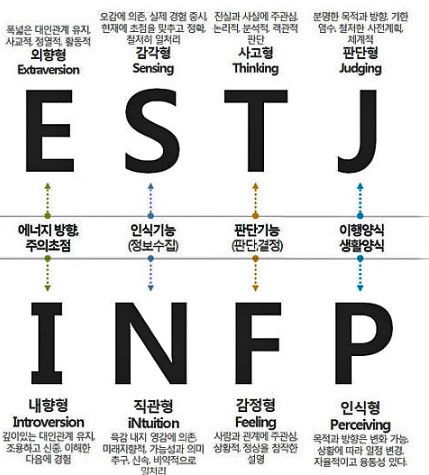 폭넓은 대인관계 유지,
사교적, 정열적, 활동적
외향형
Extraversion
오감에 의존, 실제 경험 중시,
현재에 초점을 맞추고 정확,
철저히 일처리
감각형
Sensing
진실과 사실에 주관심,
논리적, 분석적, 객관적
판단
사고형
Thinking
분명한 목적과 방향, 기한
엄수, 철저한 사전계획,
체계적
판단형
Judging
E S T J
에너지 방향,
주의초점
인식기능
(정보수집)
판단기능
(판단,결정)
이행양식
생활양식
I N F P
내향형
Introversion
깊이있는 대인관계 유지,
조용하고 신중, 이해한
다음에 경험
직관형
iNtuition
육감 내지 영감에 의존,
미래지향적, 가능성과 의미
추구, 신속, 비약적으로
일처리
감정형
Feeling
사람과 관계에 주관심,
상황적, 정상을 참작한
설명
인식형
Perceiving
목적과 방향은 변화 가능,
상황에 따라 일정 변경,
자율적이고 융통성 있다.